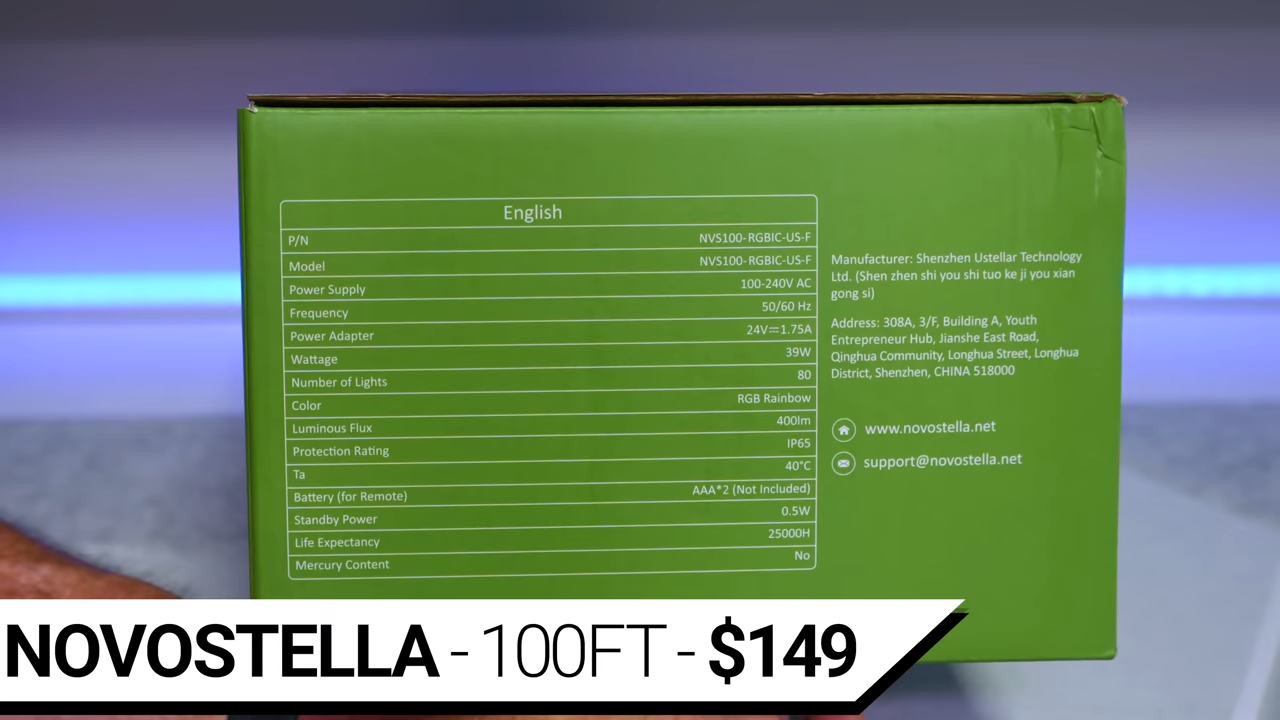 English
P/N NVS100-RGBIC-US-F
Model NVS100-RGBIC-US-F
Power Supply 100-240V AC
Frequency 50/60 Hz
Power Adapter 24V⎓1.75A
Wattage 39W
Number of Lights 80
Color RGB Rainbow
Luminous Flux 400lm
Protection Rating IP65
Ta 40°C
Battery (for Remote) AAA*2 (Not Included)
Standby Power 0.5W
Life Expectancy 25000H
Mercury Content No
Manufacturer: Shenzhen Ustellar Technology
Ltd. (Shen zhen shi you shi tuo ke ji you xian
gong si)
Address: 308A, 3/F, Building A, Youth
Entrepreneur Hub, Jianshe East Road,
Qinghua Community, Longhua Street, Longhua
District, Shenzhen, CHINA 518000
www.novostella.net
support@novostella.net
NOVOSTELLA - 100FT - $149